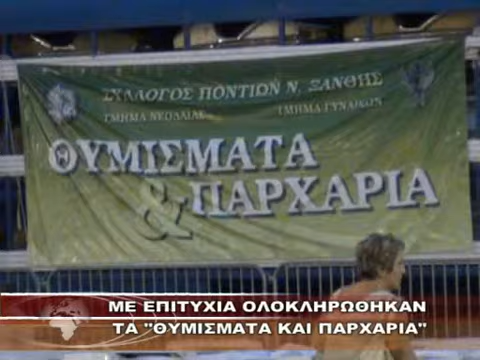 ΣΥΛΛΟΓΟΣ ΠΟΝΤΙΩΝ Ν. ΞΑΝΘΗΣ
ΤΜΗΜΑ ΝΕΟΛΑΙΑΣ ΤΜΗΜΑ ΓΥΝΑΙΚΩΝ
ΘΥΜΙΣΜΑΤΑ
& ΠΑΡΧΑΡΙΑ
ΜΕ ΕΠΙΤΥΧΙΑ ΟΛΟΚΛΗΡΩΘΗΚΑΝ
ΤΑ "ΘΥΜΙΣΜΑΤΑ ΚΑΙ ΠΑΡΧΑΡΙΑ"